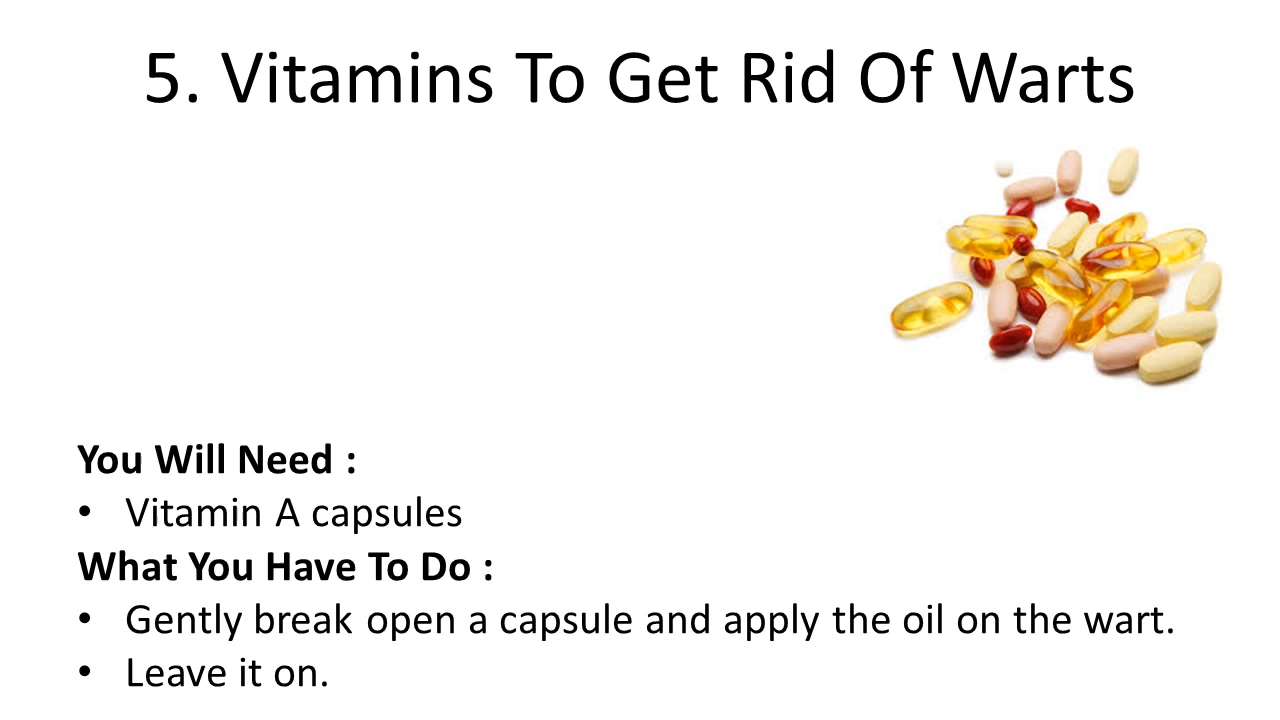 5. Vitamins To Get Rid Of Warts
You Will Need :
• Vitamin A capsules
What You Have To Do :
• Gently break open a capsule and apply the oil on the wart.
• Leave it on.